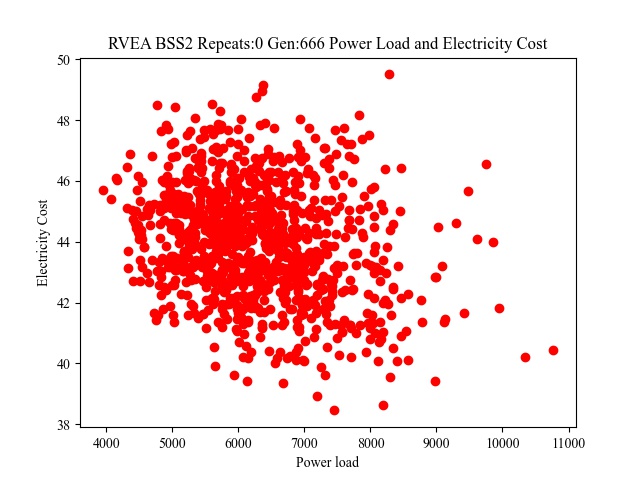 RVEA BSS2 Repeats:0 Gen:666 Power Load and Electricity Cost
50
48
46
44
42
40
38
Electricity Cost
4000 5000 6000 7000 8000 9000 10000 11000
Power load